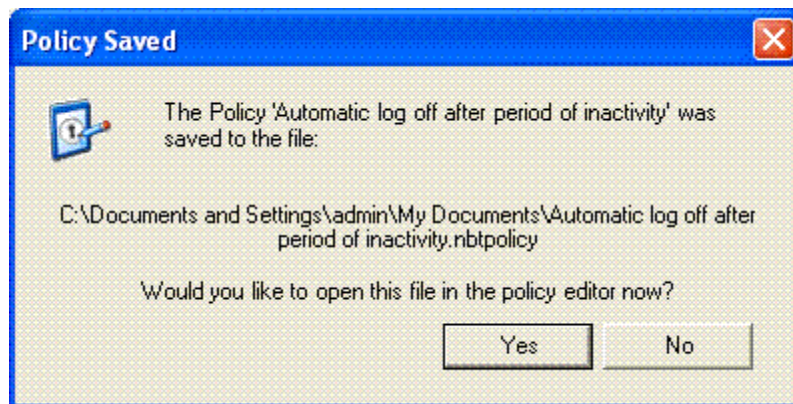 Policy Saved
The Policy 'Automatic log off after period of inactivity' was
saved to the file:
C:\Documents and Settings\admin\My Documents\Automatic log off after
period of inactivity.nbtpolicy
Would you like to open this file in the policy editor now?
Yes
No